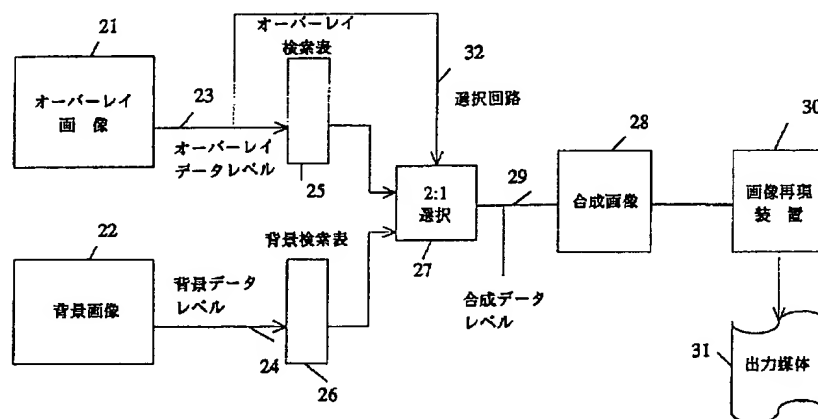 オーバーレイ
検索表
21
オーバーレイ
画像
23
オーバーレイ
データレベル
25
32
選択回路
2:1
選択
27
29
合成データ
レベル
28
合成画像
30
画像再現
装置
22
背景画像
背景データ
レベル
24
背景検索表
26
31
出力媒体